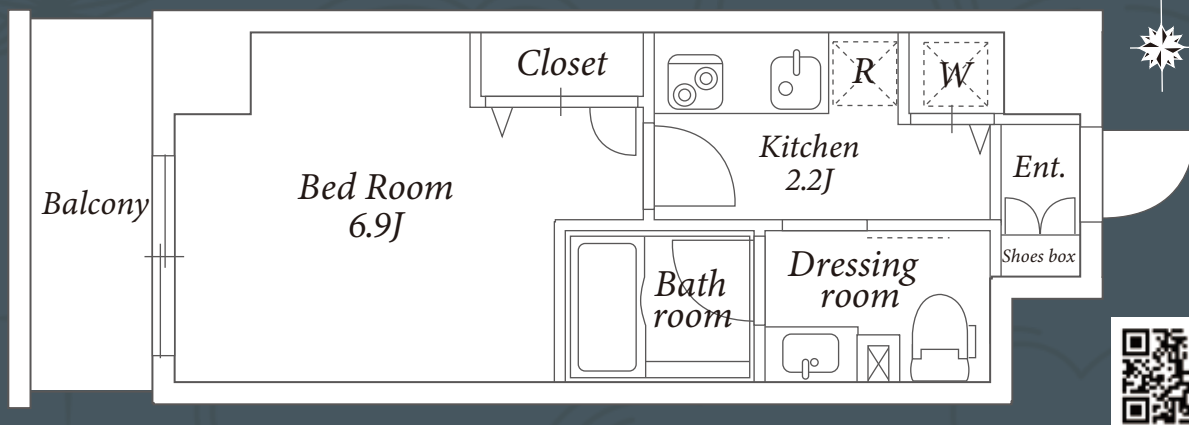 Closet
R
W
Kitchen
2.2J
Ent.
Bed Room
6.9J
Balcony
Shoes box
Bath
room
Dressing
room